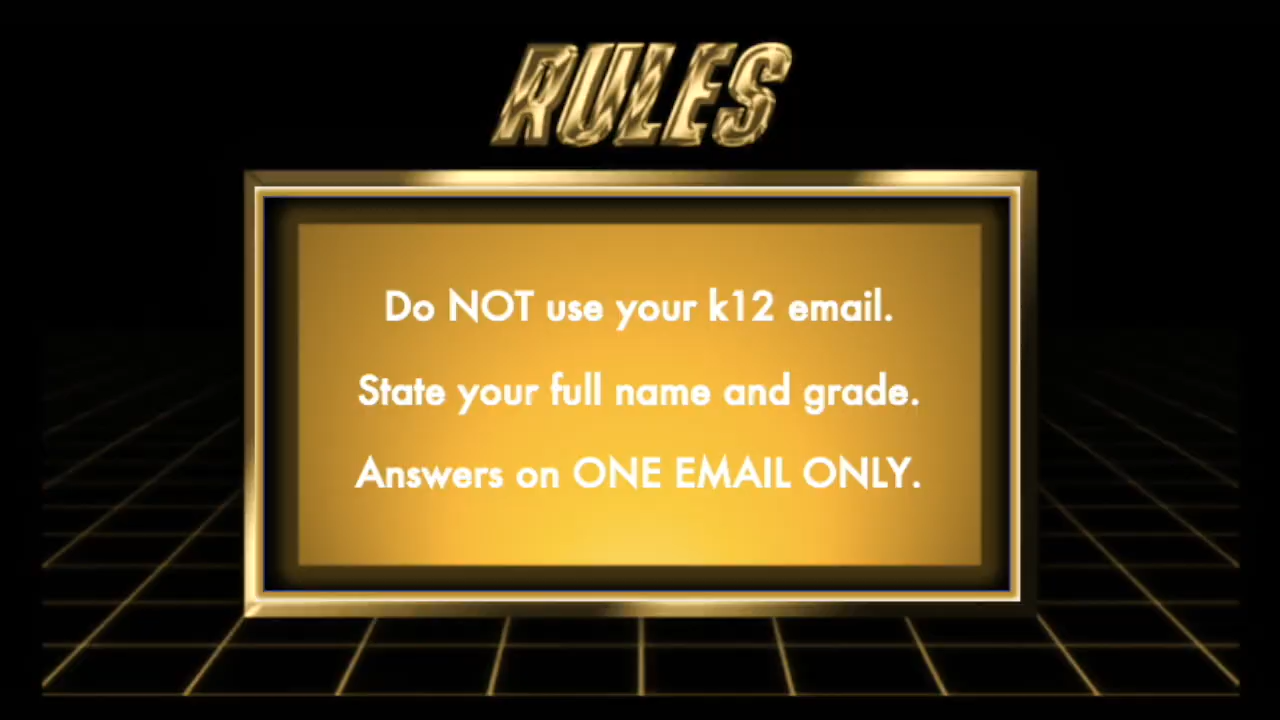 RULES
Do NOT use your k12 email.
State your full name and grade.
Answers on ONE EMAIL ONLY.